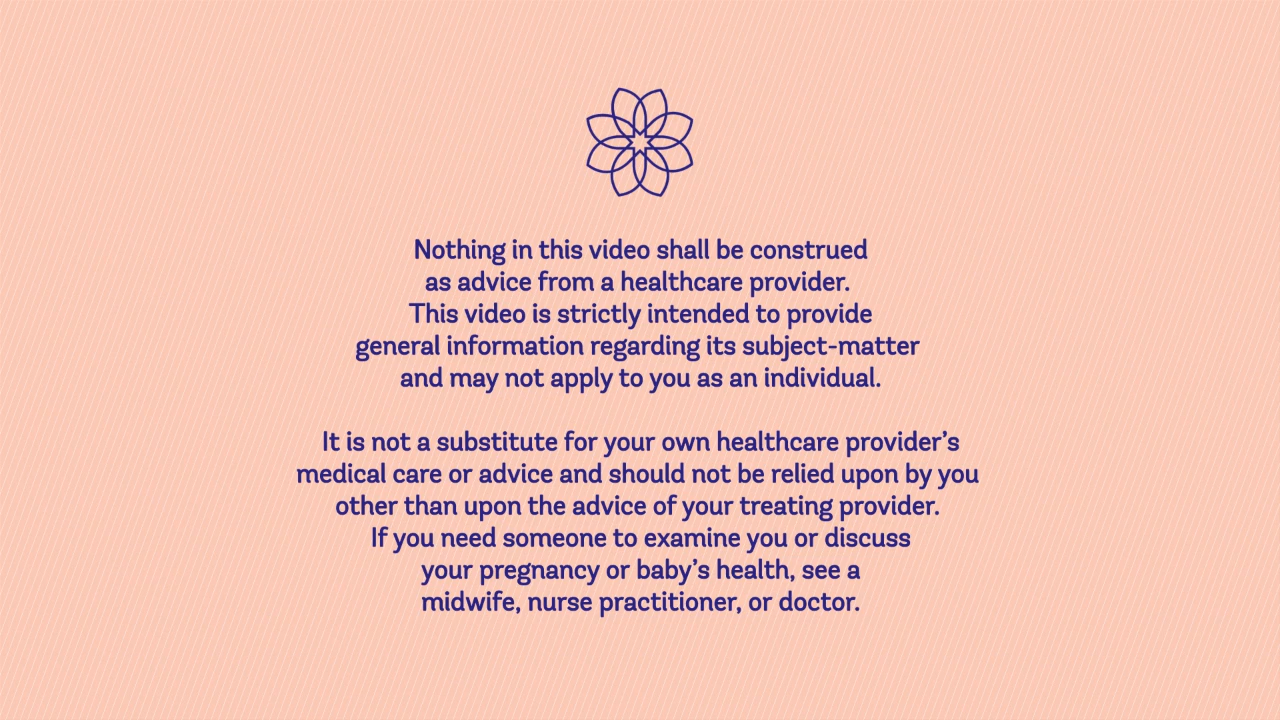 Nothing in this video shall be construed
as advice from a healthcare provider.
This video is strictly intended to provide
general information regarding its subject-matter
and may not apply to you as an individual.
It is not a substitute for your own healthcare provider’s
medical care or advice and should not be relied upon by you
other than upon the advice of your treating provider.
If you need someone to examine you or discuss
your pregnancy or baby’s health, see a
midwife, nurse practitioner, or doctor.